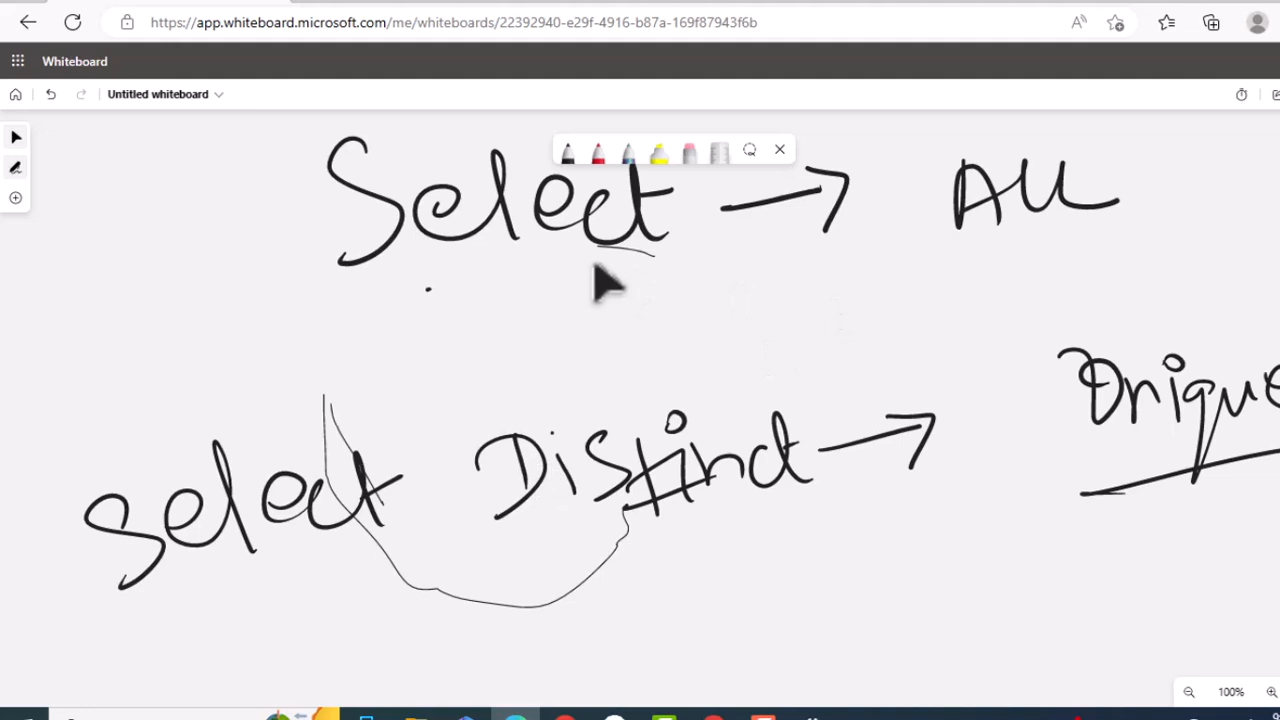 https://app.whiteboard.microsoft.com/me/whiteboards/22392940-e29f-4916-b87a-169f87943f6b
Whiteboard
Untitled whiteboard
Select → All
Select Distinct → Unique
100%